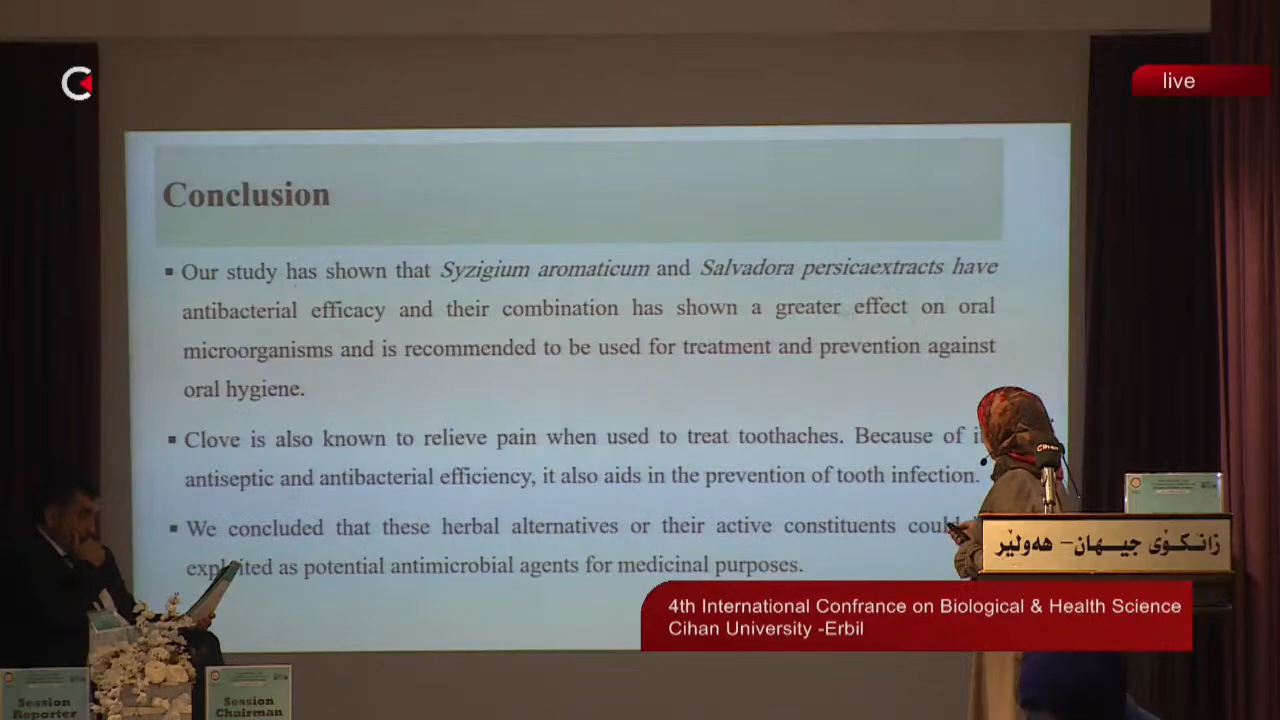 live
Conclusion
▪ Our study has shown that Syzigium aromaticum and Salvadora persicaextracts have
antibacterial efficacy and their combination has shown a greater effect on oral
microorganisms and is recommended to be used for treatment and prevention against
oral hygiene.
▪ Clove is also known to relieve pain when used to treat toothaches. Because of
antiseptic and antibacterial efficiency, it also aids in the prevention of tooth infection.
▪ We concluded that these herbal alternatives or their active constituents
exploited as potential antimicrobial agents for medicinal purposes.
زانكۆی جیهان - هەولێر
4th International Confrance on Biological & Health Science
Cihan University -Erbil
Session
Reporter
Session
Chairman